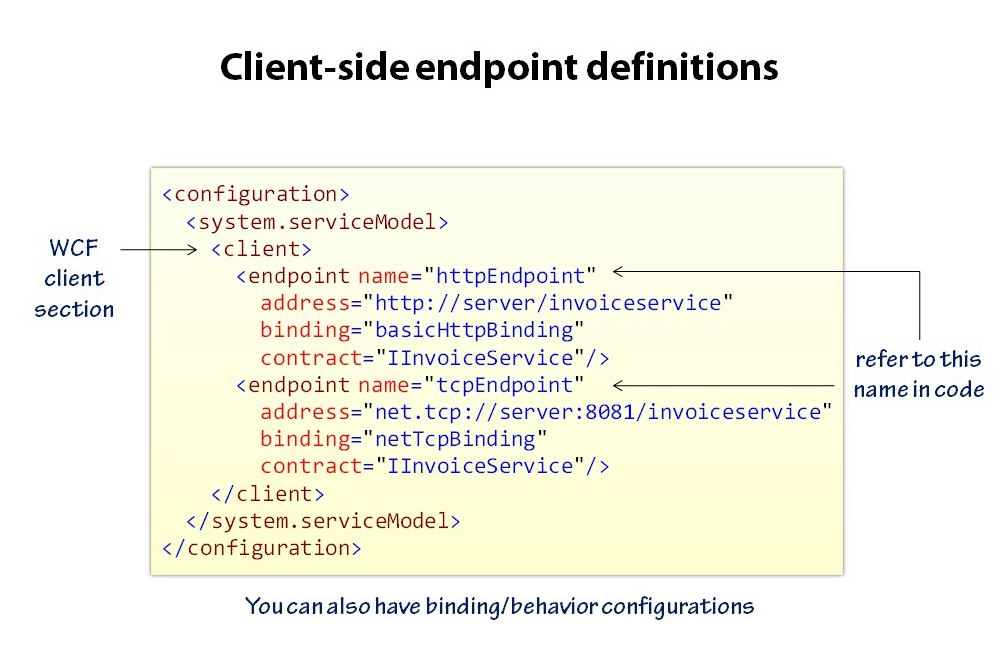 Client-side endpoint definitions
<configuration>
<system.serviceModel>
WCF
client
section
<client>
<endpoint name="httpEndpoint"
address="http://server/invoiceservice"
binding="basicHttpBinding"
contract="IInvoiceService"/>
<endpoint name="tcpEndpoint"
address="net.tcp://server:8081/invoiceservice"
binding="netTcpBinding"
contract="IInvoiceService"/>
</client>
</system.serviceModel>
</configuration>
refer to this
name in code
You can also have binding/behavior configurations